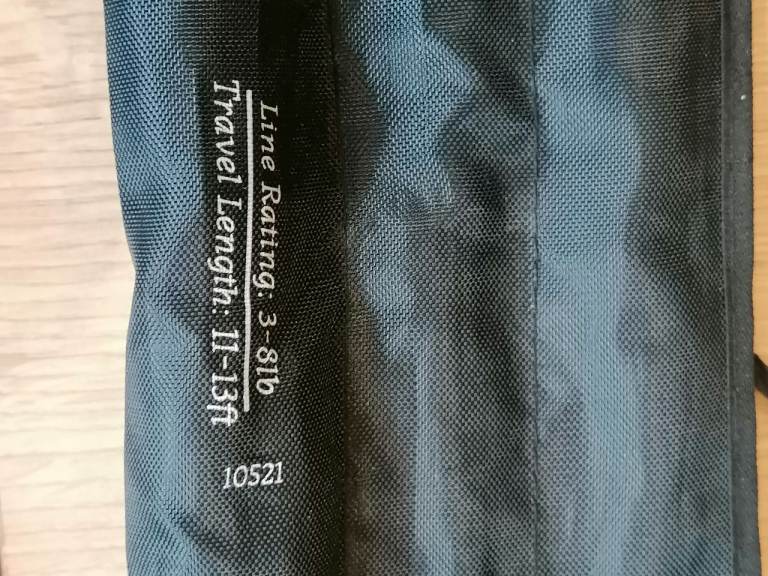 Line Rating: 3-8lb
Travel Length: 11-13ft
10521